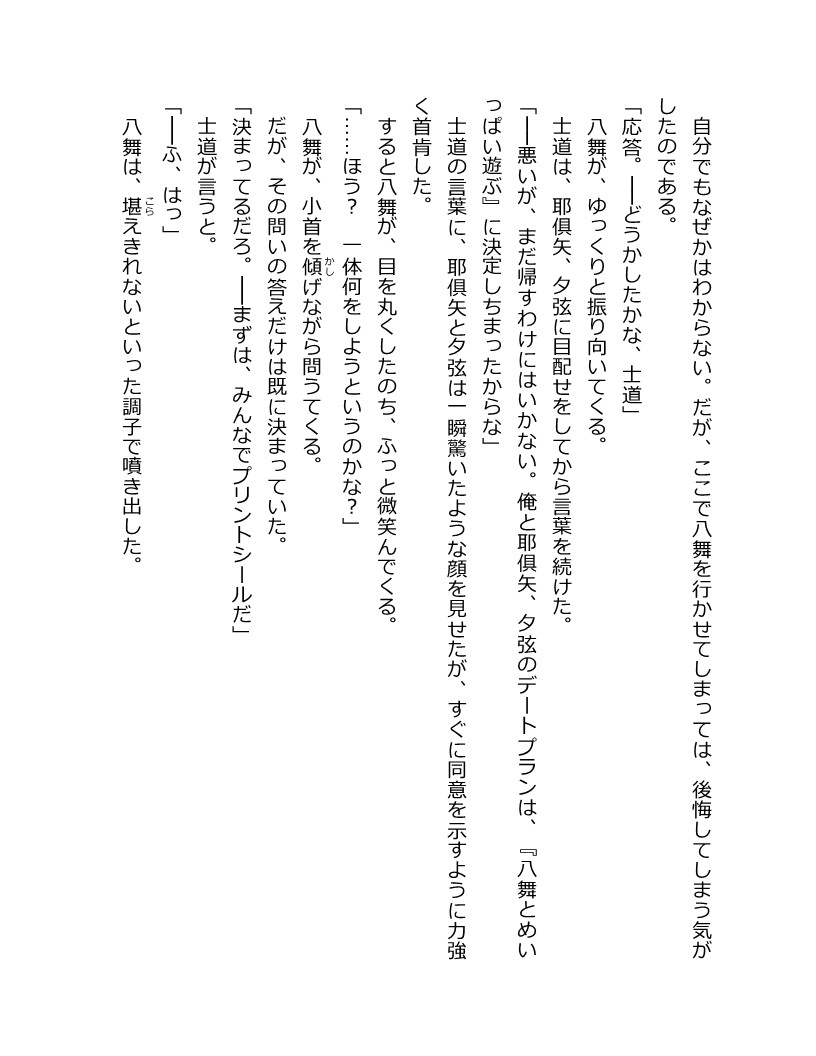 自分でもなぜかはわからない。だが、ここで八舞を行かせてしまっては、後悔してしまう気が
したのである。
「応答。――どうかしたかな、士道」
八舞が、ゆっくりと振り向いてくる。
士道は、耶倶矢、夕弦に目配せをしてから言葉を続けた。
「――悪いが、まだ帰すわけにはいかない。俺と耶倶矢、夕弦のデートプランは、『八舞とめい
っぱい遊ぶ』に決定しちまったからな」
士道の言葉に、耶倶矢と夕弦は一瞬驚いたような顔を見せたが、すぐに同意を示すように力強
く首肯した。
すると八舞が、目を丸くしたのち、ふっと微笑んでくる。
「……ほう？　一体何をしようというのかな？」
八舞が、小首を傾げながら問うてくる。
だが、その問いの答えだけは既に決まっていた。
「決まってるだろ。――まずは、みんなでプリントシールだ」
士道が言うと。
「――ふ、はっ」
八舞は、堪えきれないといった調子で噴き出した。